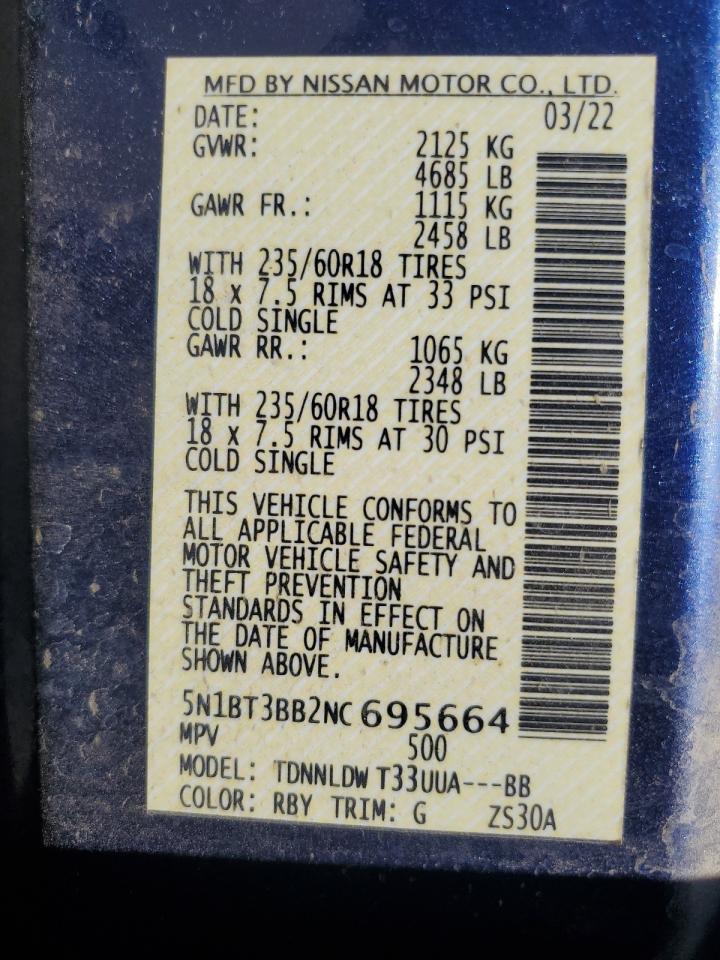 MFD BY NISSAN MOTOR CO., LTD.
DATE: 03/22
GVWR: 2125 KG
4685 LB
GAWR FR.: 1115 KG
2458 LB
WITH 235/60R18 TIRES
18 x 7.5 RIMS AT 33 PSI
COLD SINGLE
GAWR RR.: 1065 KG
2348 LB
WITH 235/60R18 TIRES
18 x 7.5 RIMS AT 30 PSI
COLD SINGLE
THIS VEHICLE CONFORMS TO
ALL APPLICABLE FEDERAL
MOTOR VEHICLE SAFETY AND
THEFT PREVENTION
STANDARDS IN EFFECT ON
THE DATE OF MANUFACTURE
SHOWN ABOVE.
5N1BT3BB2NC695664
MPV 500
MODEL: TDNNLDW T33UUA---BB
COLOR: RBY TRIM: G ZS30A